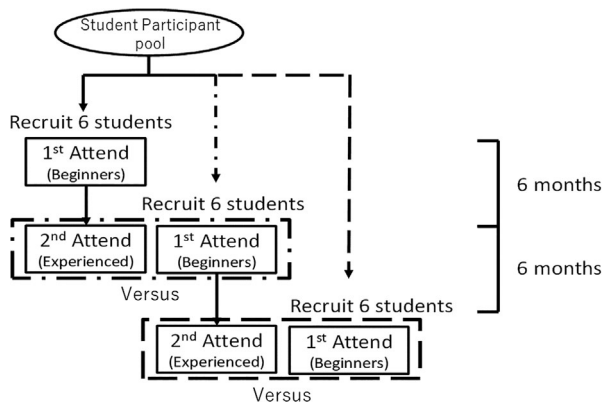 Student Participant
pool
Recruit 6 students
1st Attend
(Beginners)
6 months
Recruit 6 students
2nd Attend
(Experienced)
1st Attend
(Beginners)
6 months
Versus
Recruit 6 students
2nd Attend
(Experienced)
1st Attend
(Beginners)
Versus